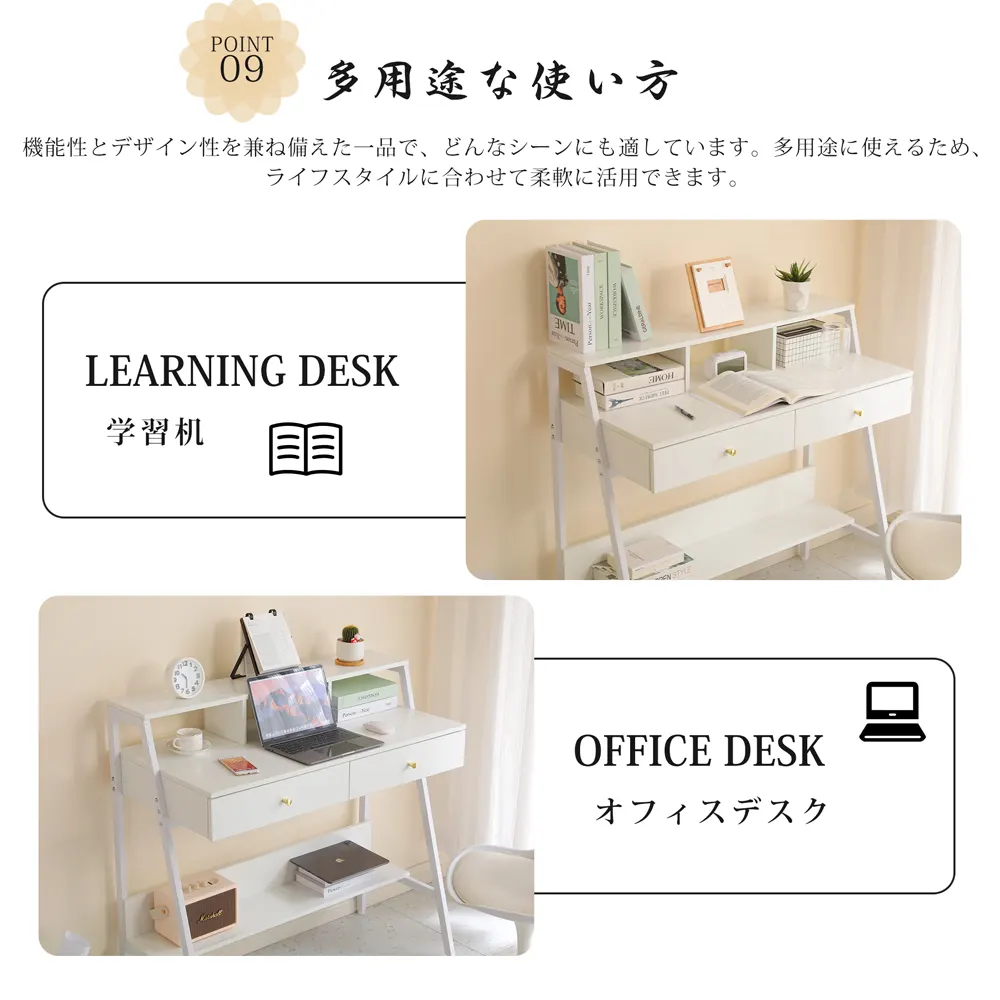 POINT
09
多用途な使い方
機能性とデザイン性を兼ね備えた一品で、どんなシーンにも適しています。多用途に使えるため、
ライフスタイルに合わせて柔軟に活用できます。
LEARNING DESK
学習机
TIME
HOME
OFFICE DESK
オフィスデスク
Marshall